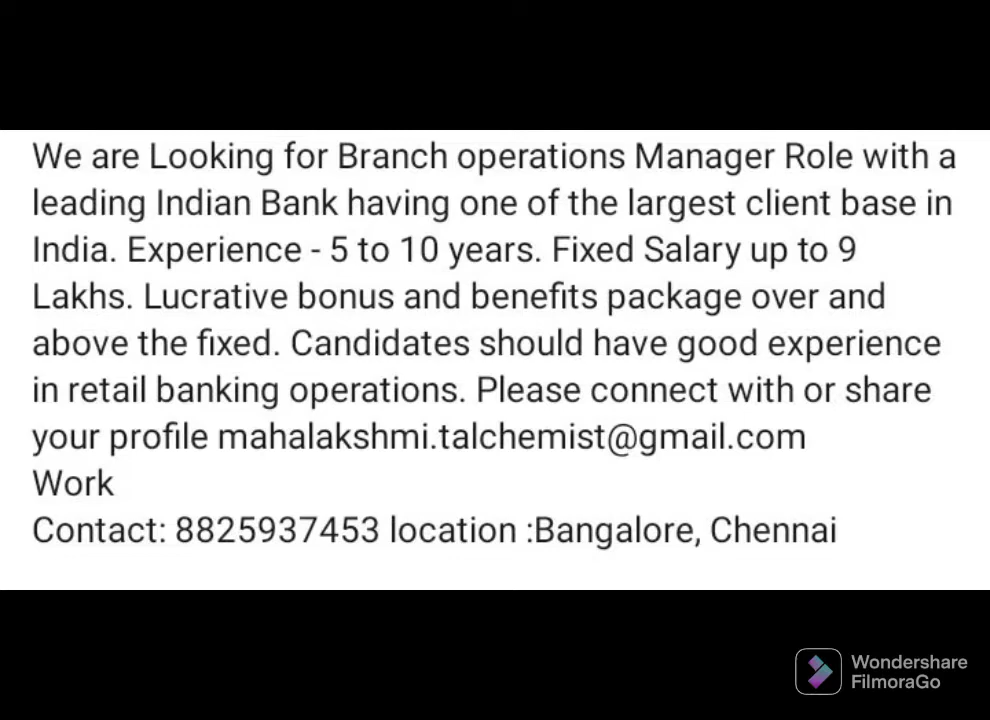 We are Looking for Branch operations Manager Role with a
leading Indian Bank having one of the largest client base in
India. Experience - 5 to 10 years. Fixed Salary up to 9
Lakhs. Lucrative bonus and benefits package over and
above the fixed. Candidates should have good experience
in retail banking operations. Please connect with or share
your profile mahalakshmi.talchemist@gmail.com
Work
Contact: 8825937453 location :Bangalore, Chennai
Wondershare
FilmoraGo